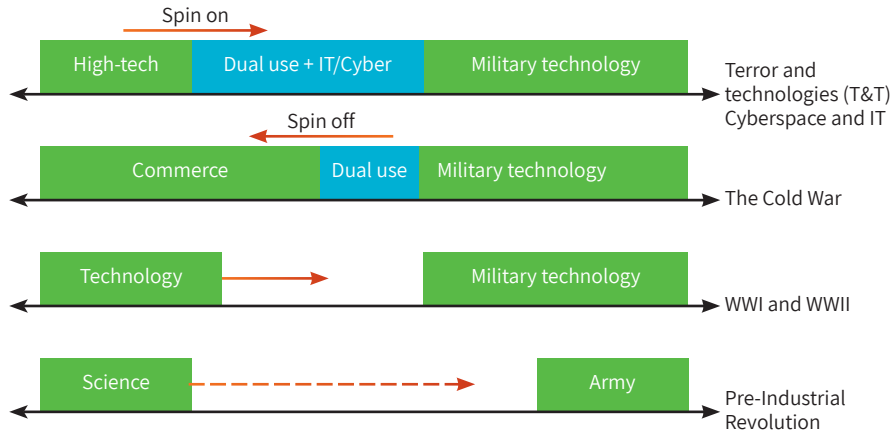 Spin on
High-tech
Dual use + IT/Cyber
Military technology
Terror and
technologies (T&T)
Cyberspace and IT
Spin off
Commerce
Dual use
Military technology
The Cold War
Technology
Military technology
WWI and WWII
Science
Army
Pre-Industrial
Revolution